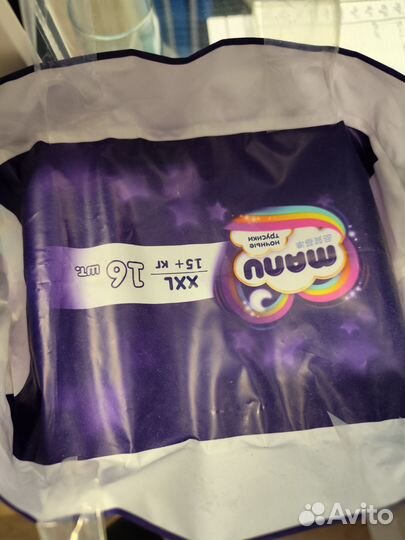 manu
ночные
трусики
XXL
15+ кг
16 шт.
Avito